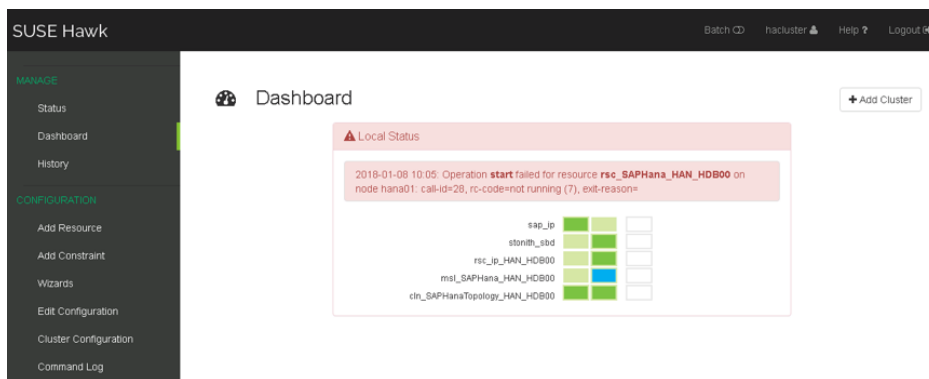 SUSE Hawk
Batch hacluster Help ? Logout
MANAGE
Status
Dashboard
History
CONFIGURATION
Add Resource
Add Constraint
Wizards
Edit Configuration
Cluster Configuration
Command Log
Dashboard
+ Add Cluster
Local Status
2018-01-08 10:05: Operation start failed for resource rsc_SAPHana_HAN_HDB00 on
node hana01: call-id=28, rc-code=not running (7), exit-reason=
sap_ip
stonith_sbd
rsc_ip_HAN_HDB00
msl_SAPHana_HAN_HDB00
cln_SAPHanaTopology_HAN_HDB00